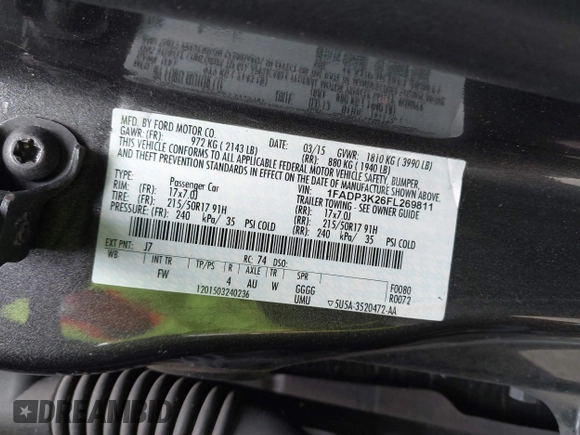 MFD. BY FORD MOTOR CO.
DATE: 03/15 GVWR: 1810 KG ( 3990 LB)
GAWR: (FR): 972 KG ( 2143 LB) (RR): 880 KG ( 1940 LB)
THIS VEHICLE CONFORMS TO ALL APPLICABLE FEDERAL MOTOR VEHICLE SAFETY, BUMPER,
AND THEFT PREVENTION STANDARDS IN EFFECT ON THE DATE OF MANUFACTURE SHOWN ABOVE.
VIN: 1FADP3K26FL269811
TYPE: Passenger Car TRAILER TOWING - SEE OWNER GUIDE
RIM: (FR): 17x7.0J (RR): 17x7.0J
TIRE: (FR): 215/50R17 91H (RR): 215/50R17 91H
PRESSURE: (FR): 240 kPa/ 35 PSI COLD (RR): 240 kPa/ 35 PSI COLD
EXT PNT: J7 RC: 74 DSO:
WB INT TR TP/PS R AXLE TR SPR F0080
FW 4 AU W GGGG R0072
1201503240236 UMU ▽5U5A-3520472-AA
DREAMBID